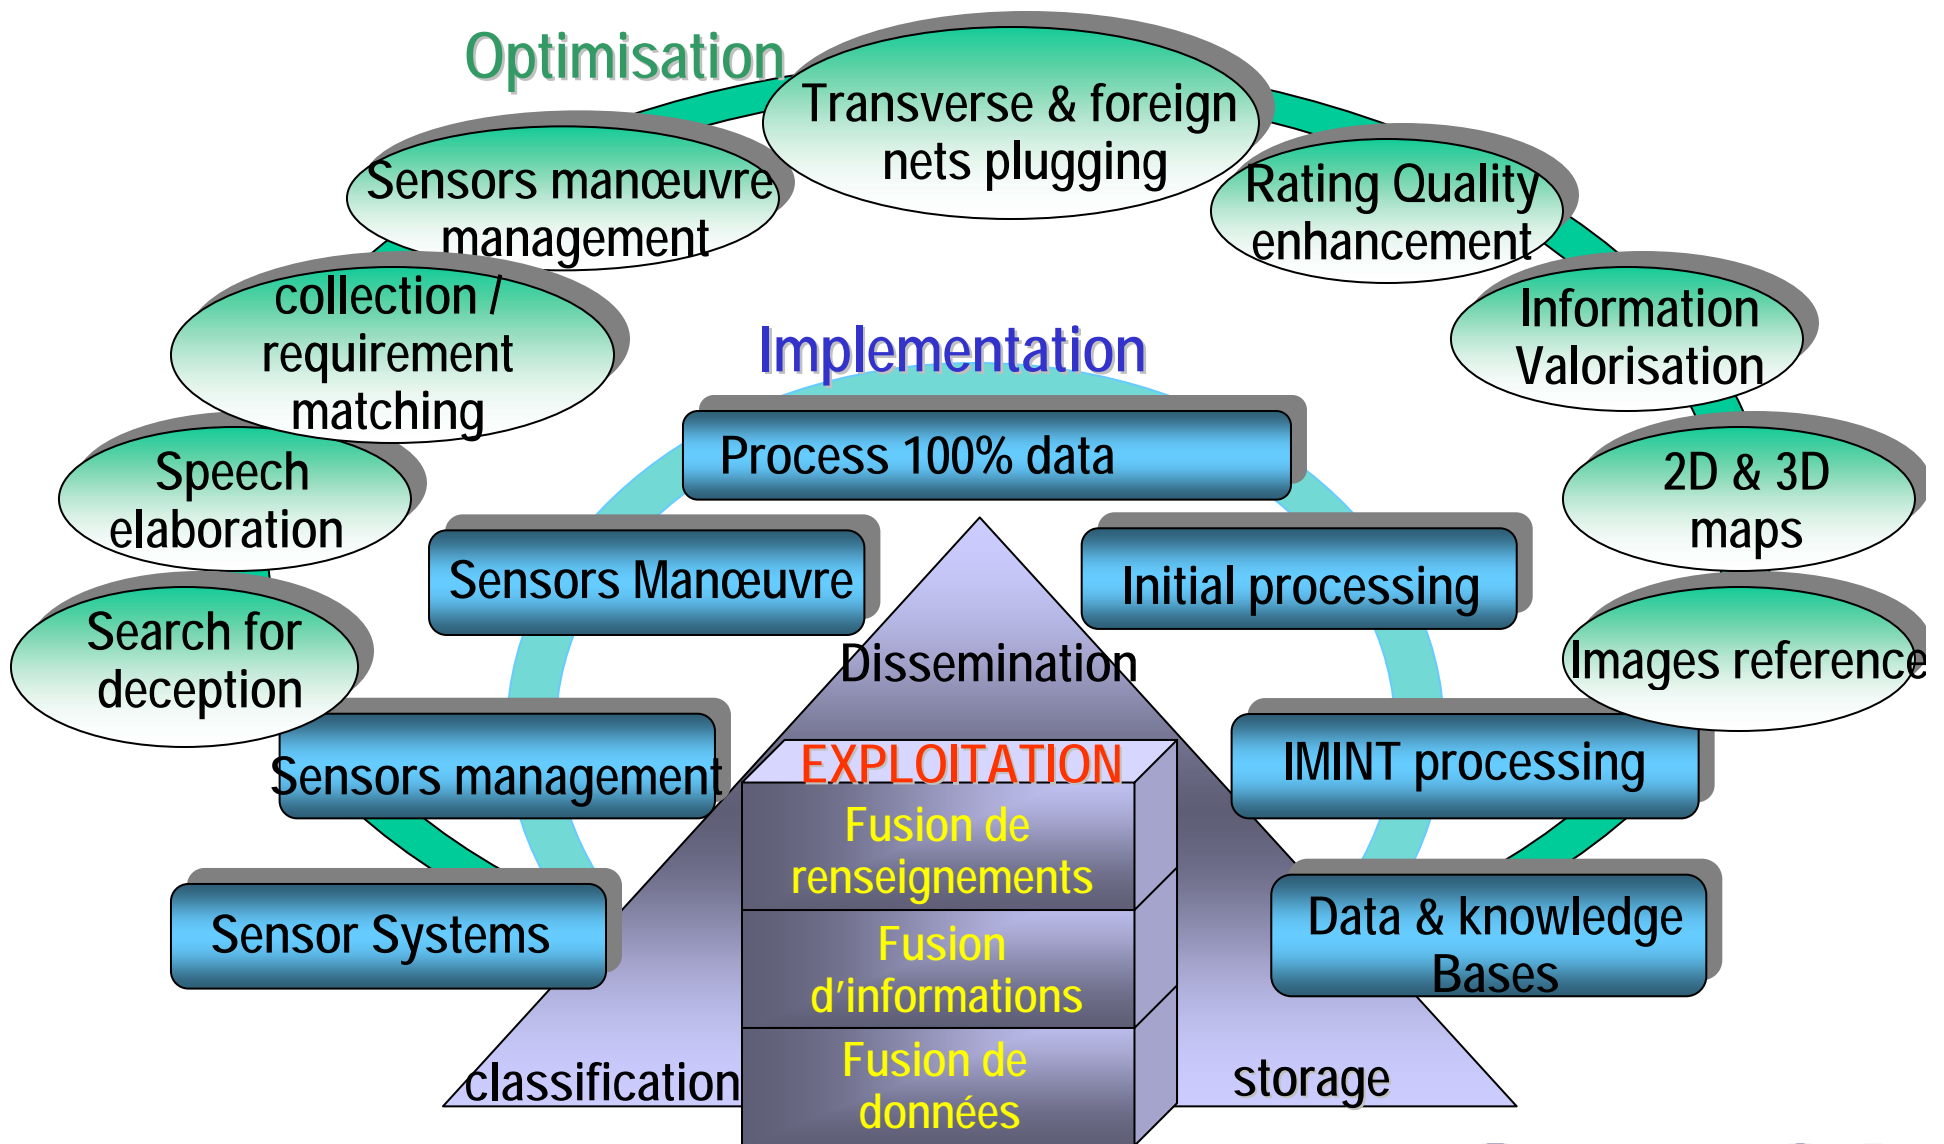 Optimisation
Transverse & foreign
nets plugging
Sensors manœuvre
management
Rating Quality
enhancement
collection /
requirement
matching
Information
Valorisation
Implementation
Process 100% data
Speech
elaboration
2D & 3D
maps
Sensors Manœuvre
Initial processing
Search for
deception
Dissemination
Images reference
Sensors management
EXPLOITATION
IMINT processing
Fusion de
renseignements
Sensor Systems
Fusion
d'informations
Data & knowledge
Bases
classification
Fusion de
données
storage